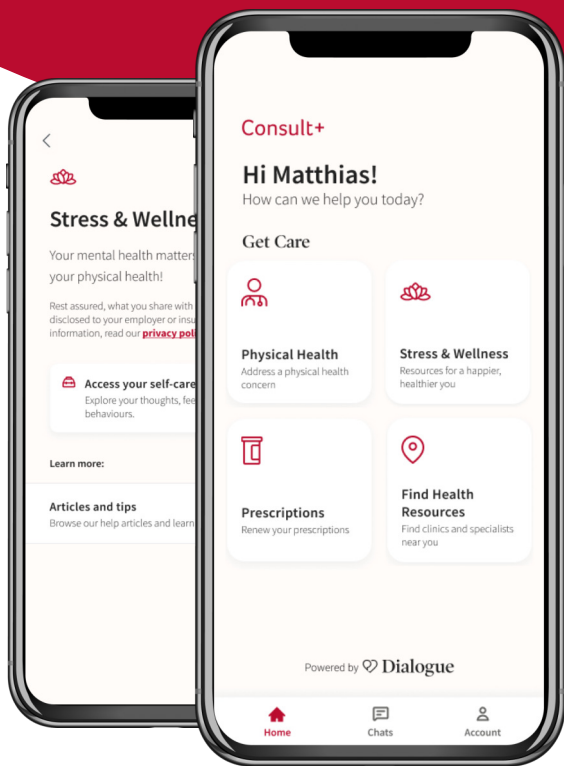 Stress & Wellne
Your mental health matters
your physical health!
Rest assured, what you share with
disclosed to your employer or insu
information, read our privacy poli
Access your self-care
Explore your thoughts, fee
behaviours.
Learn more:
Articles and tips
Browse our help articles and learn
Consult+
Hi Matthias!
How can we help you today?
Get Care
Physical Health
Address a physical health
concern
Stress & Wellness
Resources for a happier,
healthier you
Prescriptions
Renew your prescriptions
Find Health
Resources
Find clinics and specialists
near you
Powered by Dialogue
Home
Chats
Account